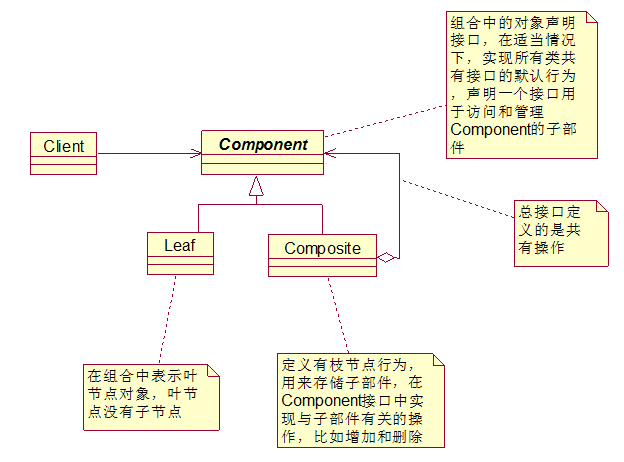 组合中的对象声明
接口，在适当情况
下，实现所有类共
有接口的默认行为
，声明一个接口用
于访问和管理
Component的子部
件
Client
Component
总接口定
义的是共
有操作
Leaf
Composite
在组合中表示叶
节点对象，叶节
点没有子节点
定义有枝节点行为，
用来存储子部件，在
Component接口中实
现与子部件有关的操
作，比如增加和删除